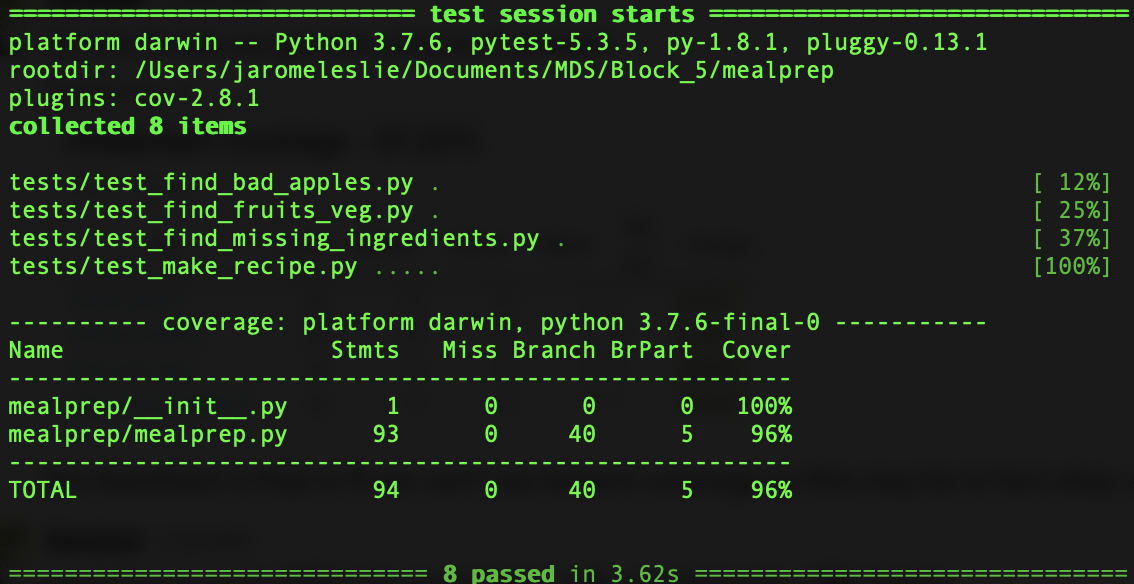 ============================= test session starts ==============================
platform darwin -- Python 3.7.6, pytest-5.3.5, py-1.8.1, pluggy-0.13.1
rootdir: /Users/jaromeleslie/Documents/MDS/Block_5/mealprep
plugins: cov-2.8.1
collected 8 items
tests/test_find_bad_apples.py . [ 12%]
tests/test_find_fruits_veg.py . [ 25%]
tests/test_find_missing_ingredients.py . [ 37%]
tests/test_make_recipe.py ..... [100%]
---------- coverage: platform darwin, python 3.7.6-final-0 -----------
Name Stmts Miss Branch BrPart Cover
--------------------------------------------------------
mealprep/__init__.py 1 0 0 0 100%
mealprep/mealprep.py 93 0 40 5 96%
--------------------------------------------------------
TOTAL 94 0 40 5 96%
============================== 8 passed in 3.62s ===============================